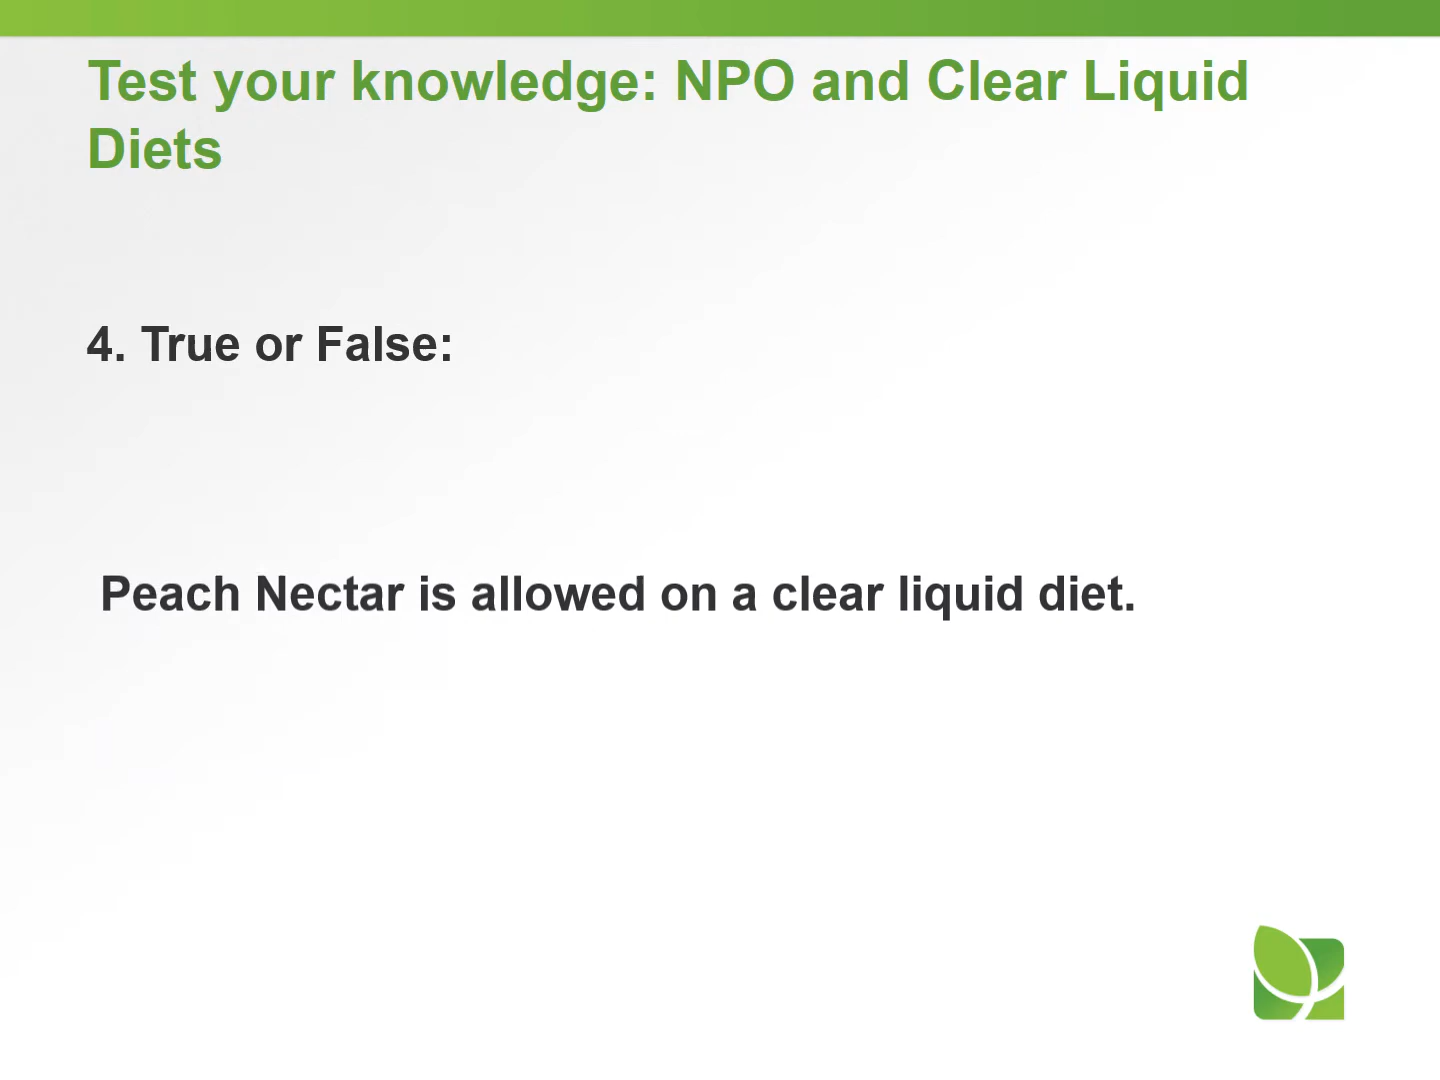 Test your knowledge: NPO and Clear Liquid
Diets
4. True or False:
Peach Nectar is allowed on a clear liquid diet.